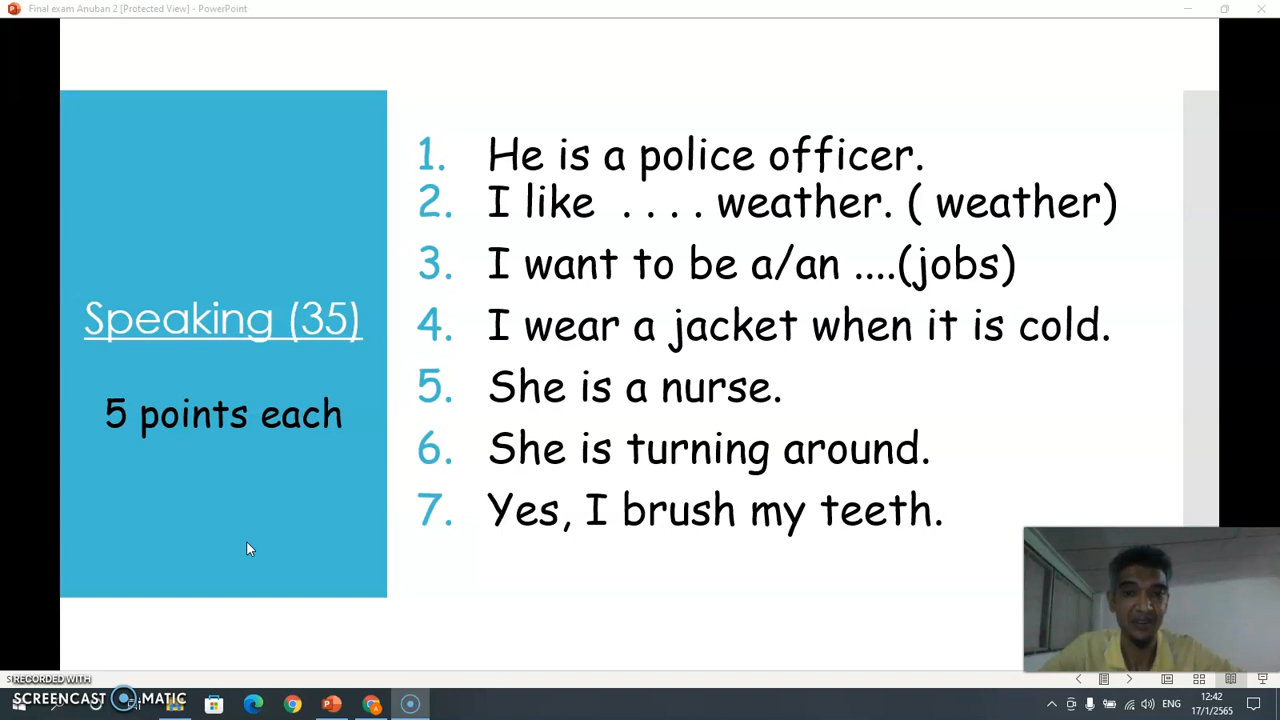 Final exam Anuban 2 [Protected View] - PowerPoint
Speaking (35)
5 points each
1. He is a police officer.
2. I like . . . . weather. ( weather)
3. I want to be a/an ....(jobs)
4. I wear a jacket when it is cold.
5. She is a nurse.
6. She is turning around.
7. Yes, I brush my teeth.
RECORDED WITH
SCREENCAST MATIC
ENG
12:42
17/1/2565